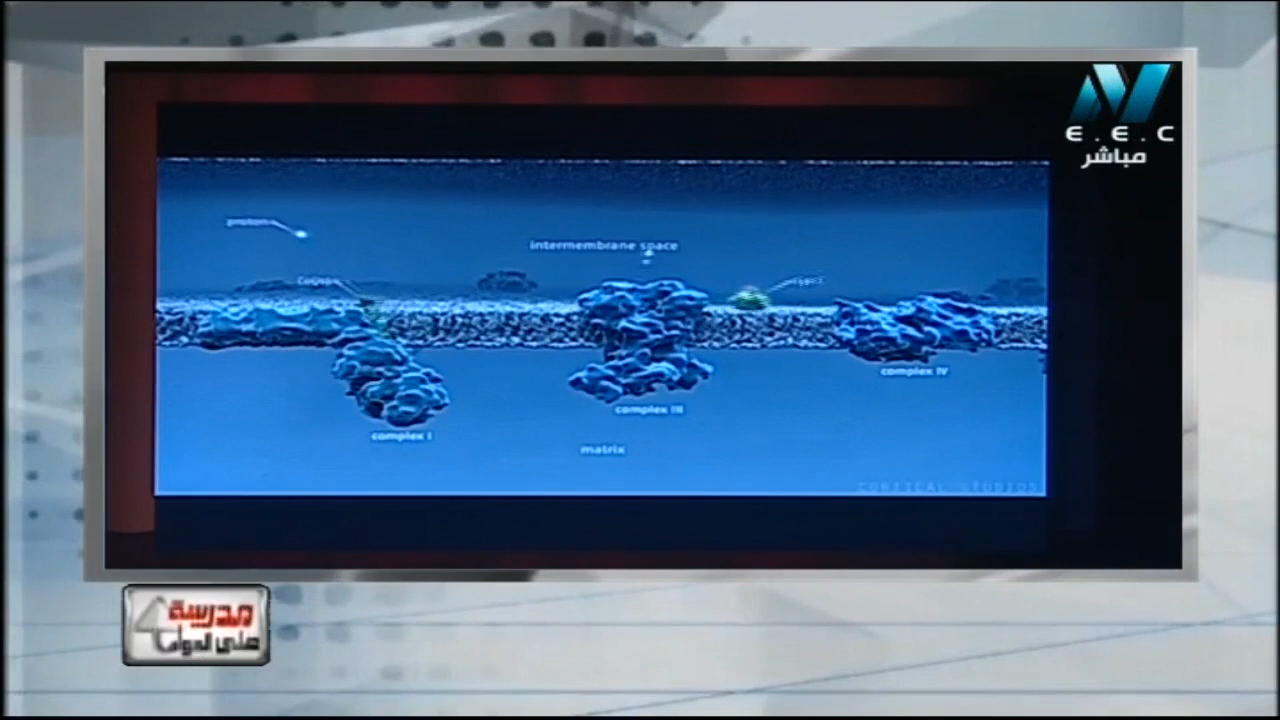 E.E.C
مباشر
proton
intermembrane space
complex IV
complex III
complex I
matrix
CORTICAL STUDIOS
مدرسة
على الهواء